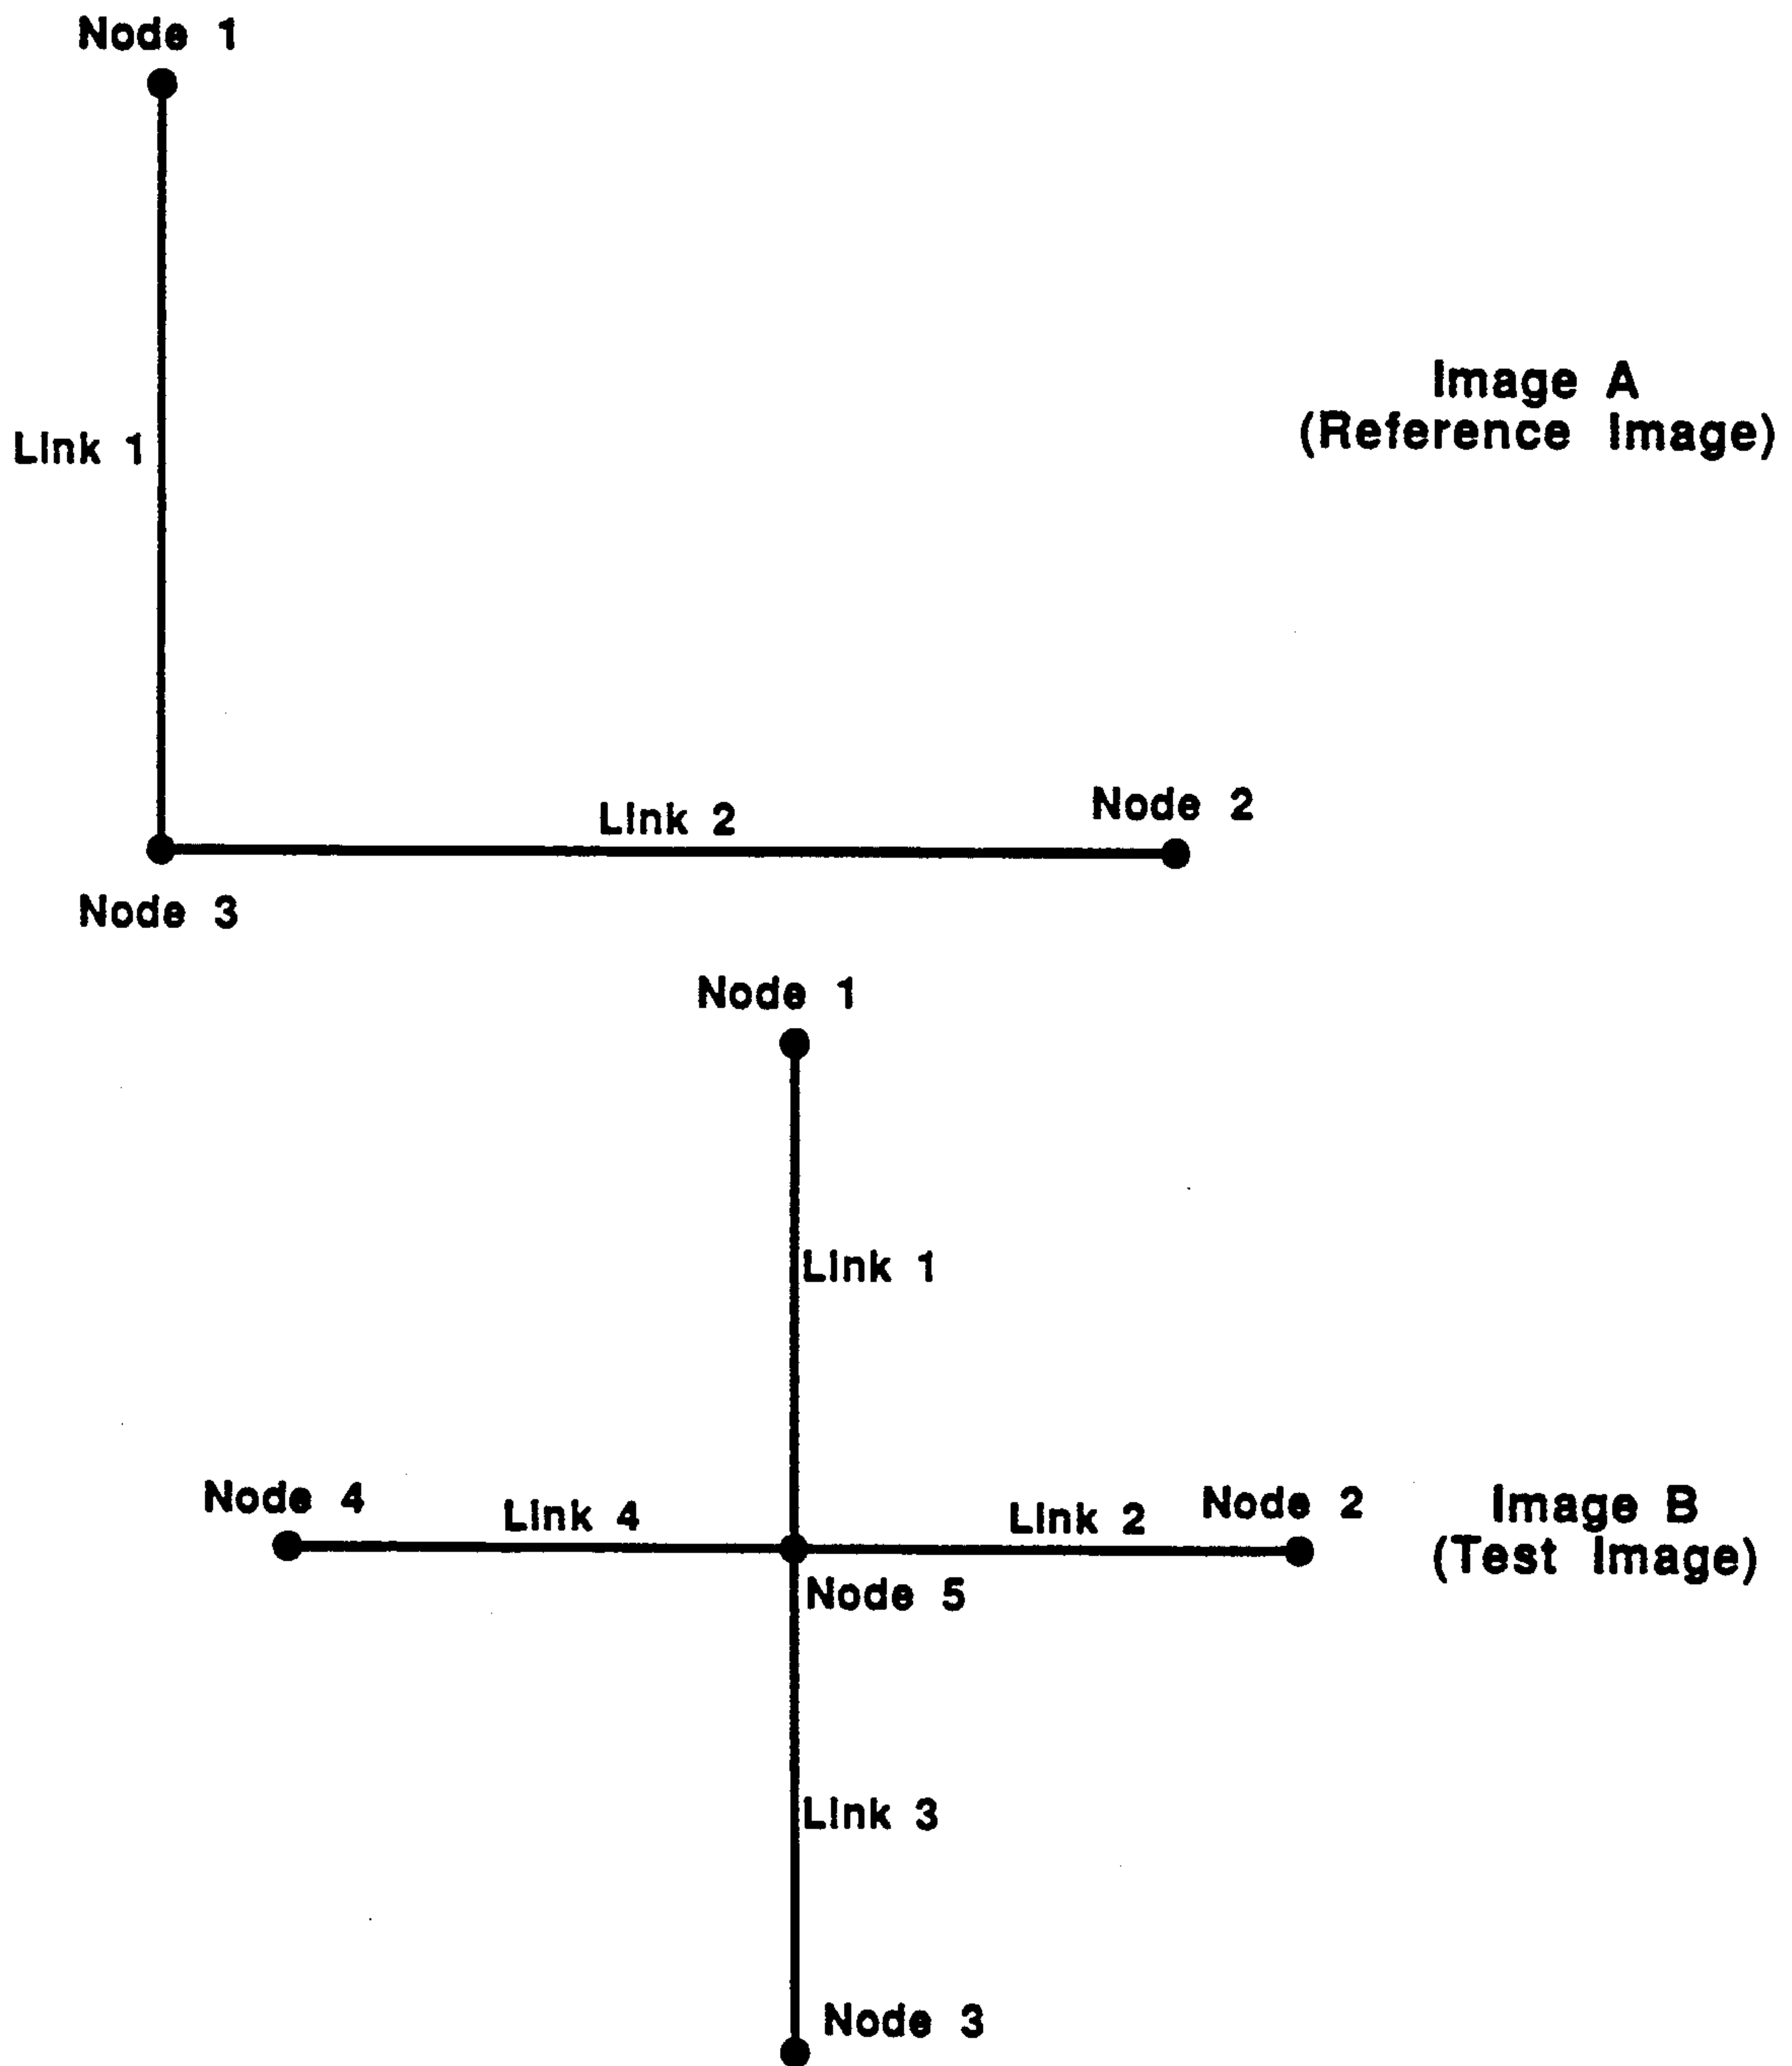 Node 1
Image A
(Reference Image)
Link 1
Node 2
Link 2
Node 3
Node 1
Link 1
Node 4
Link 4
Link 2
Node 2
Image B
(Test Image)
Node 5
Link 3
Node 3